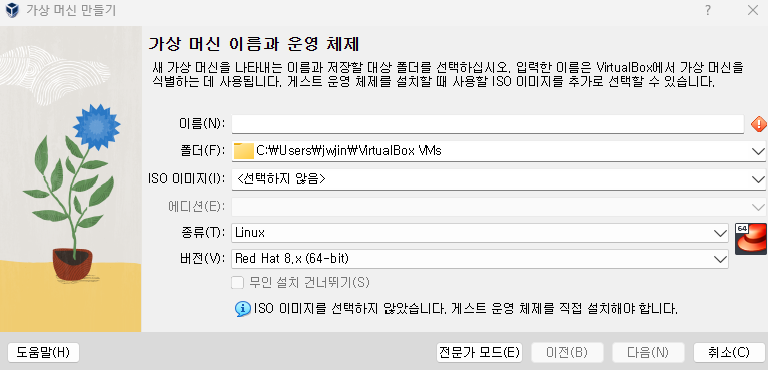 가상 머신 만들기
가상 머신 이름과 운영 체제
새 가상 머신을 나타내는 이름과 저장할 대상 폴더를 선택하십시오. 입력한 이름은 VirtualBox에서 가상 머신을
식별하는 데 사용됩니다. 게스트 운영 체제를 설치할 때 사용할 ISO 이미지를 추가로 선택할 수 있습니다.
이름(N):
폴더(F): C:₩Users₩jwjin₩VirtualBox VMs
ISO 이미지(I): <선택하지 않음>
에디션(E):
종류(T): Linux
64
버전(V): Red Hat 8.x (64-bit)
무인 설치 건너뛰기(S)
ISO 이미지를 선택하지 않았습니다. 게스트 운영 체제를 직접 설치해야 합니다.
도움말(H) 전문가 모드(E) 이전(B) 다음(N) 취소(C)